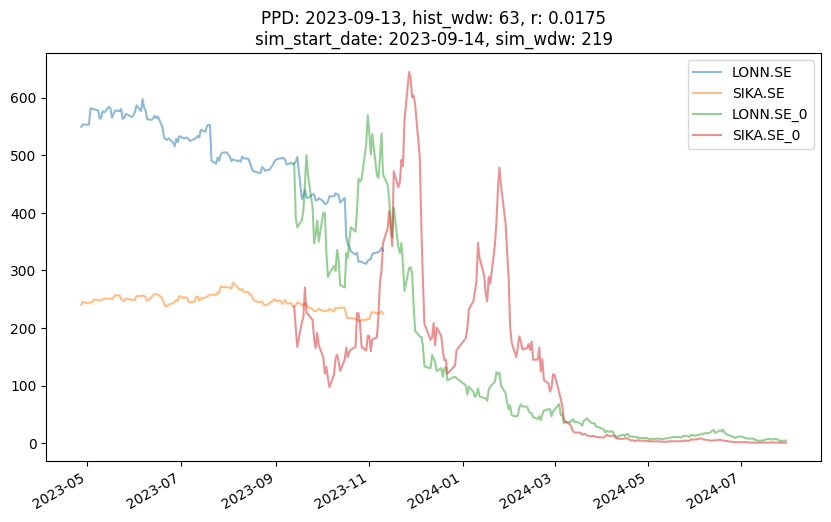 PPD: 2023-09-13, hist_wdw: 63, r: 0.0175
sim_start_date: 2023-09-14, sim_wdw: 219
LONN.SE
SIKA.SE
LONN.SE_0
SIKA.SE_0
600
500
400
300
200
100
0
2023-05
2023-07
2023-09
2023-11
2024-01
2024-03
2024-05
2024-07